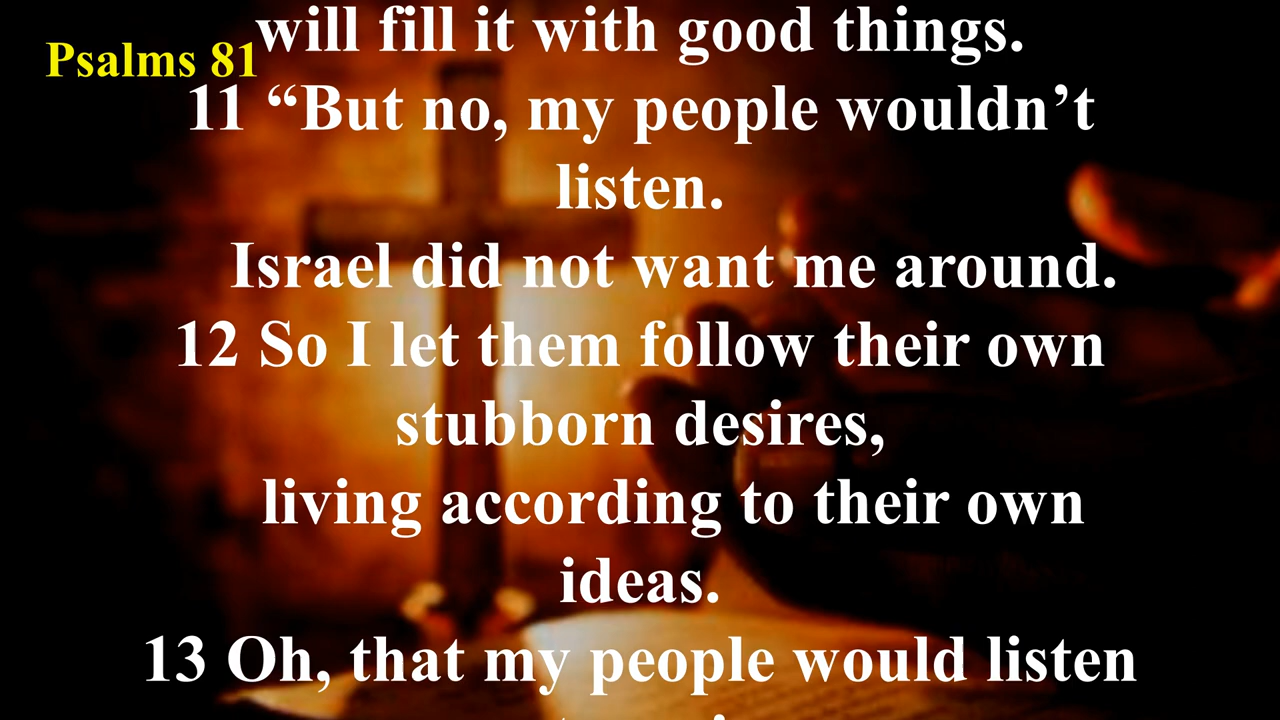 will fill it with good things.
Psalms 81
11 “But no, my people wouldn’t
listen.
Israel did not want me around.
12 So I let them follow their own
stubborn desires,
living according to their own
ideas.
13 Oh, that my people would listen